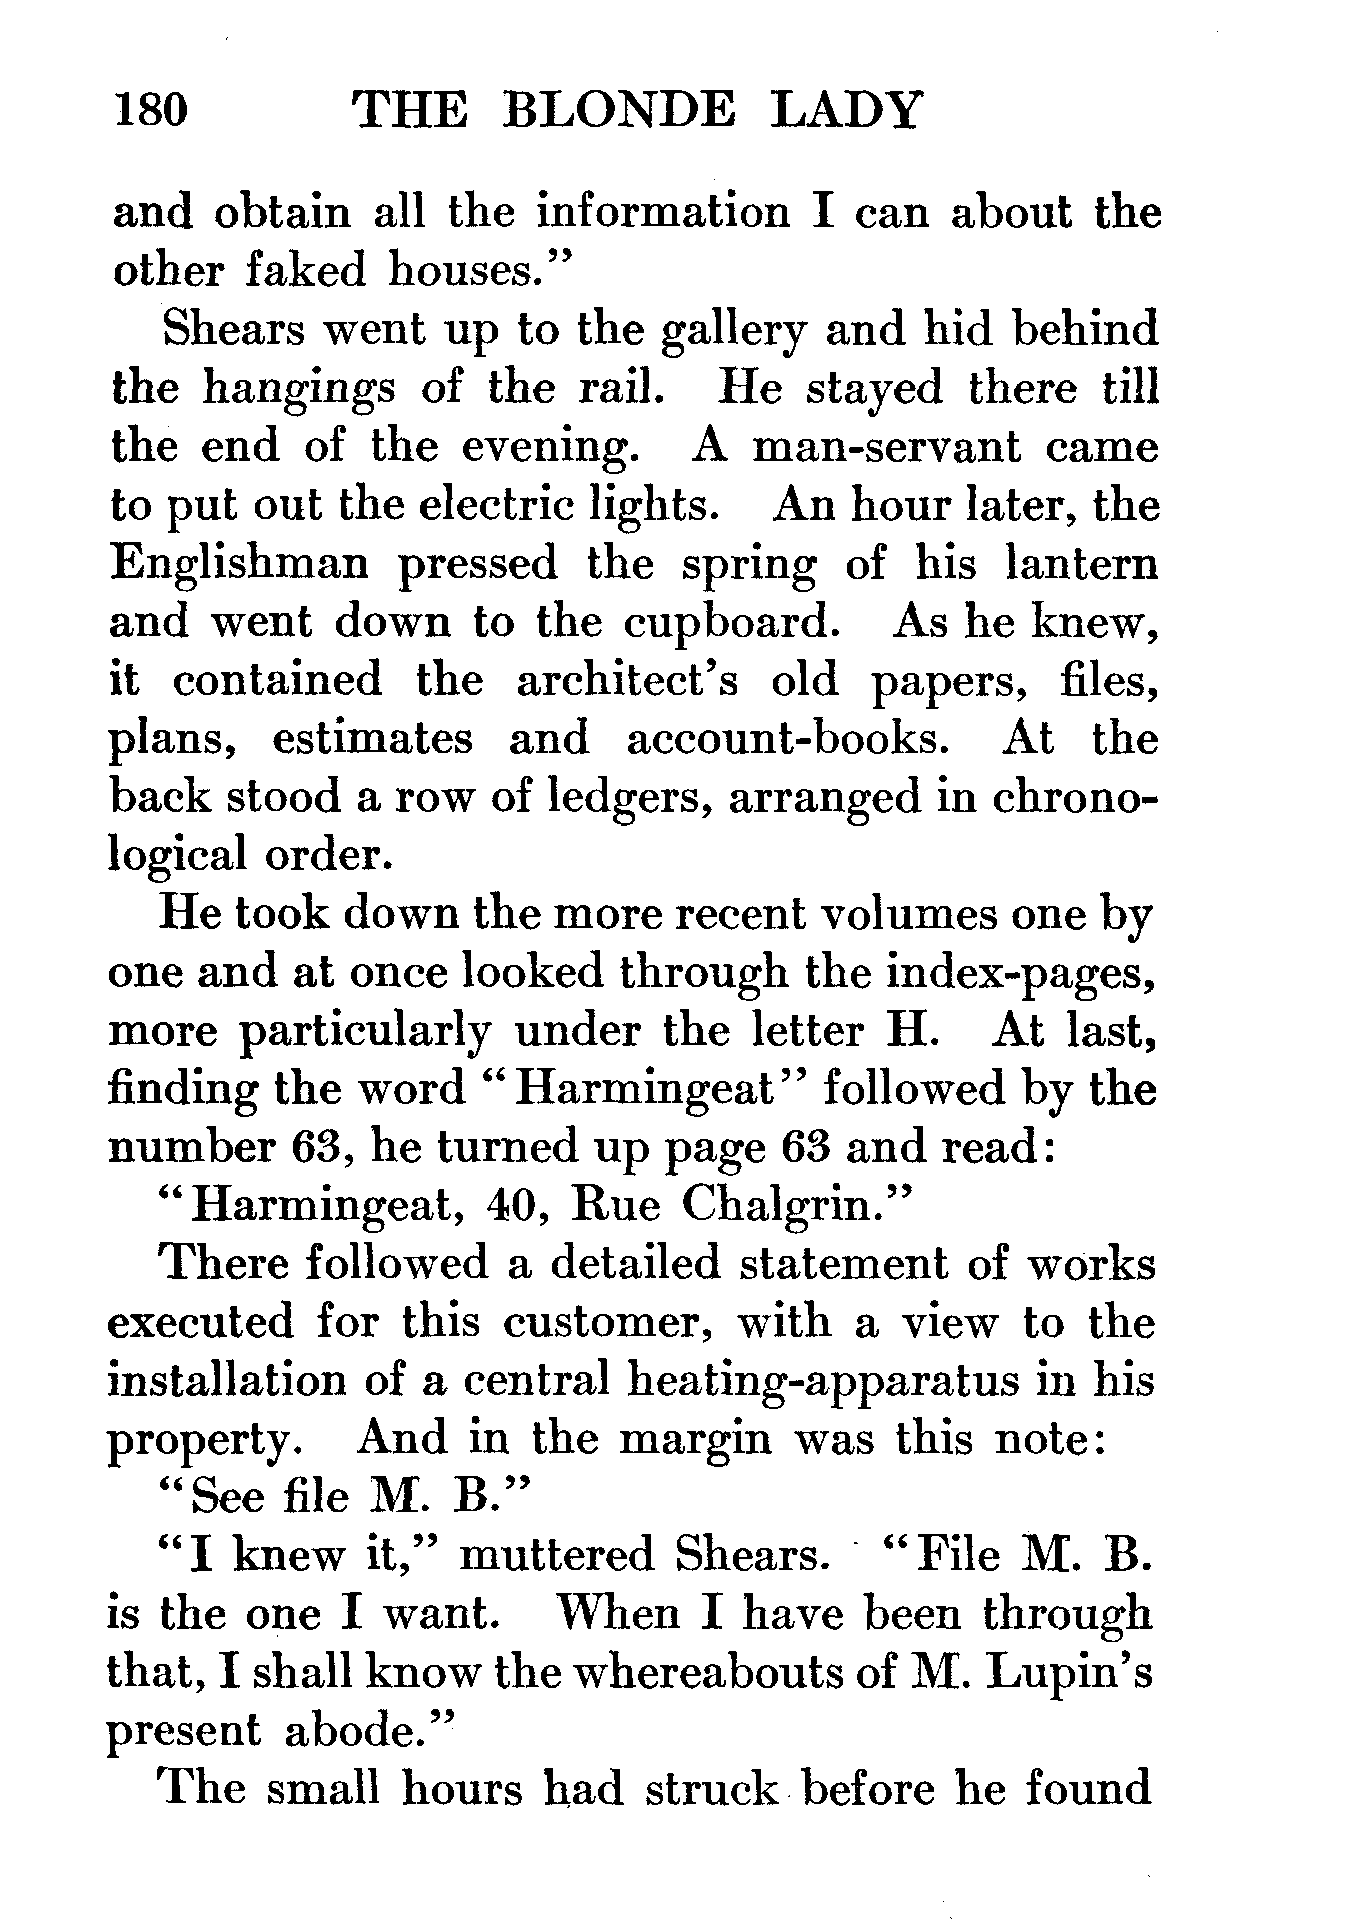 180 THE BLONDE LADY
and obtain all the information I can about the
other faked houses."
Shears went up to the gallery and hid behind
the hangings of the rail. He stayed there till
the end of the evening. A man-servant came
to put out the electric lights. An hour later, the
Englishman pressed the spring of his lantern
and went down to the cupboard. As he knew,
it contained the architect's old papers, files,
plans, estimates and account-books. At the
back stood a row of ledgers, arranged in chrono-
logical order.
He took down the more recent volumes one by
one and at once looked through the index-pages,
more particularly under the letter H. At last,
finding the word "Harmingeat" followed by the
number 63, he turned up page 63 and read:
"Harmingeat, 40, Rue Chalgrin."
There followed a detailed statement of works
executed for this customer, with a view to the
installation of a central heating-apparatus in his
property. And in the margin was this note:
"See file M. B."
"I knew it," muttered Shears. "File M. B.
is the one I want. When I have been through
that, I shall know the whereabouts of M. Lupin's
present abode."
The small hours had struck before he found